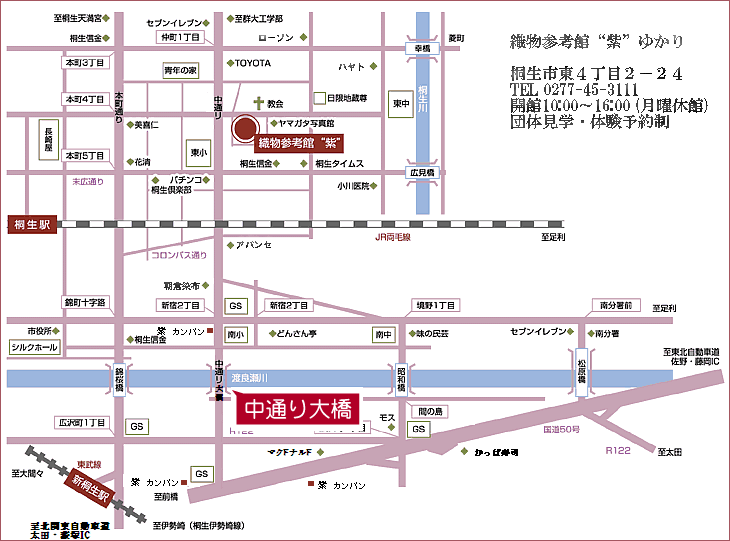 至桐生天満宮
セブンイレブン
至群大工学部
桐生信金
仲町1丁目
ローソン
菱町
幸橋
織物参考館“紫”ゆかり
本町3丁目
青年の家
TOYOTA
ハヤト
桐生市東４丁目２－２４
TEL 0277-45-3111
開館10:00～16:00 (月曜休館)
団体見学・体験予約制
本町4丁目
本町通り
中通り
教会
日限地蔵尊
東中
桐生川
長崎屋
美喜仁
ヤマガタ写真館
織物参考館 “紫”
本町5丁目
花清
東小
桐生信金
桐生タイムス
広見橋
末広通り
パチンコ
桐生倶楽部
小川医院
桐生駅
JR両毛線
至足利
アバンセ
コロンバス通り
朝倉染布
錦町十字路
新宿2丁目
GS
新宿2丁目
境野1丁目
南分署前
至足利
市役所
紫 カンバン
南小
どんさん亭
南中
味の民芸
セブンイレブン
南分署
シルクホール
桐生信金
至東北自動車道
佐野・藤岡IC
錦桜橋
中通り大橋
渡良瀬川
昭和橋
松原橋
中通り大橋
間の島
広沢町1丁目
GS
R122
モス
GS
国道50号
マクドナルド
かっぱ寿司
R122
至太田
至大間々
東武線
新桐生駅
GS
紫 カンバン
至前橋
紫 カンバン
至伊勢崎（桐生伊勢崎線）
至北関東自動車道
太田・藪塚IC